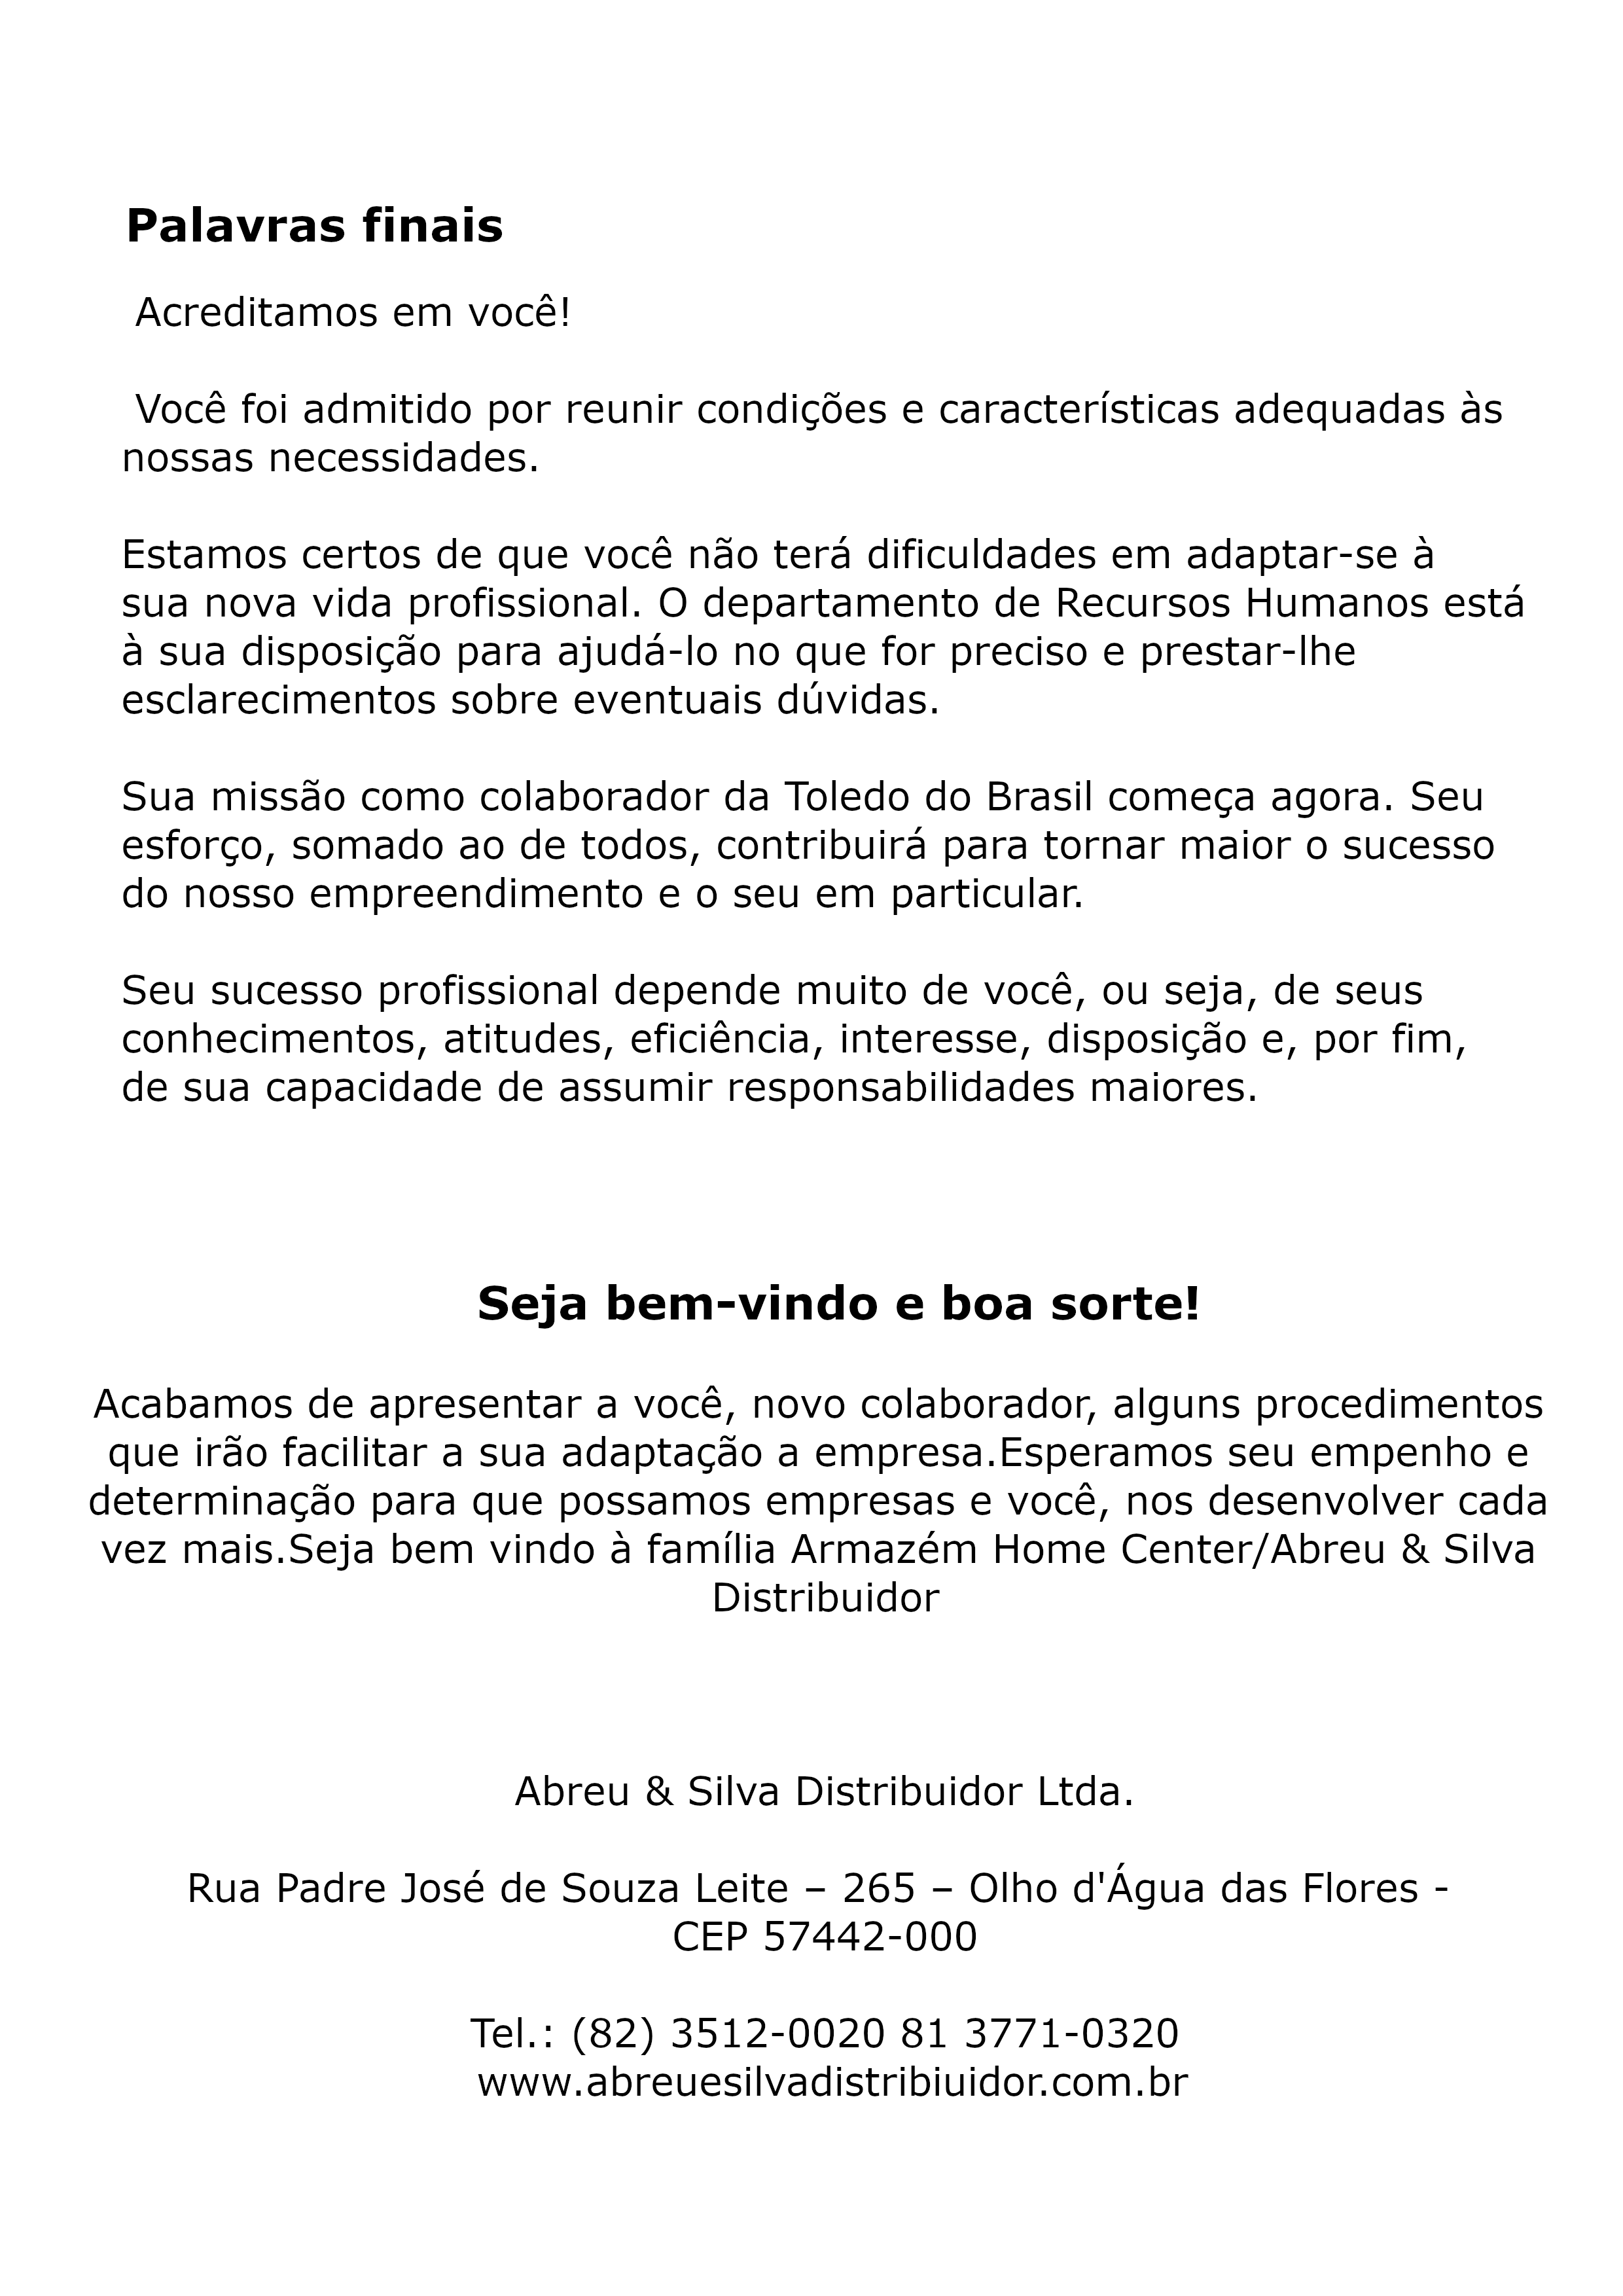 Palavras finais
Acreditamos em você!
Você foi admitido por reunir condições e características adequadas às
nossas necessidades.
Estamos certos de que você não terá dificuldades em adaptar-se à
sua nova vida profissional. O departamento de Recursos Humanos está
à sua disposição para ajudá-lo no que for preciso e prestar-lhe
esclarecimentos sobre eventuais dúvidas.
Sua missão como colaborador da Toledo do Brasil começa agora. Seu
esforço, somado ao de todos, contribuirá para tornar maior o sucesso
do nosso empreendimento e o seu em particular.
Seu sucesso profissional depende muito de você, ou seja, de seus
conhecimentos, atitudes, eficiência, interesse, disposição e, por fim,
de sua capacidade de assumir responsabilidades maiores.
Seja bem-vindo e boa sorte!
Acabamos de apresentar a você, novo colaborador, alguns procedimentos
que irão facilitar a sua adaptação a empresa.Esperamos seu empenho e
determinação para que possamos empresas e você, nos desenvolver cada
vez mais.Seja bem vindo à família Armazém Home Center/Abreu & Silva
Distribuidor
Abreu & Silva Distribuidor Ltda.
Rua Padre José de Souza Leite – 265 – Olho d'Água das Flores -
CEP 57442-000
Tel.: (82) 3512-0020 81 3771-0320
www.abreuesilvadistribiuidor.com.br